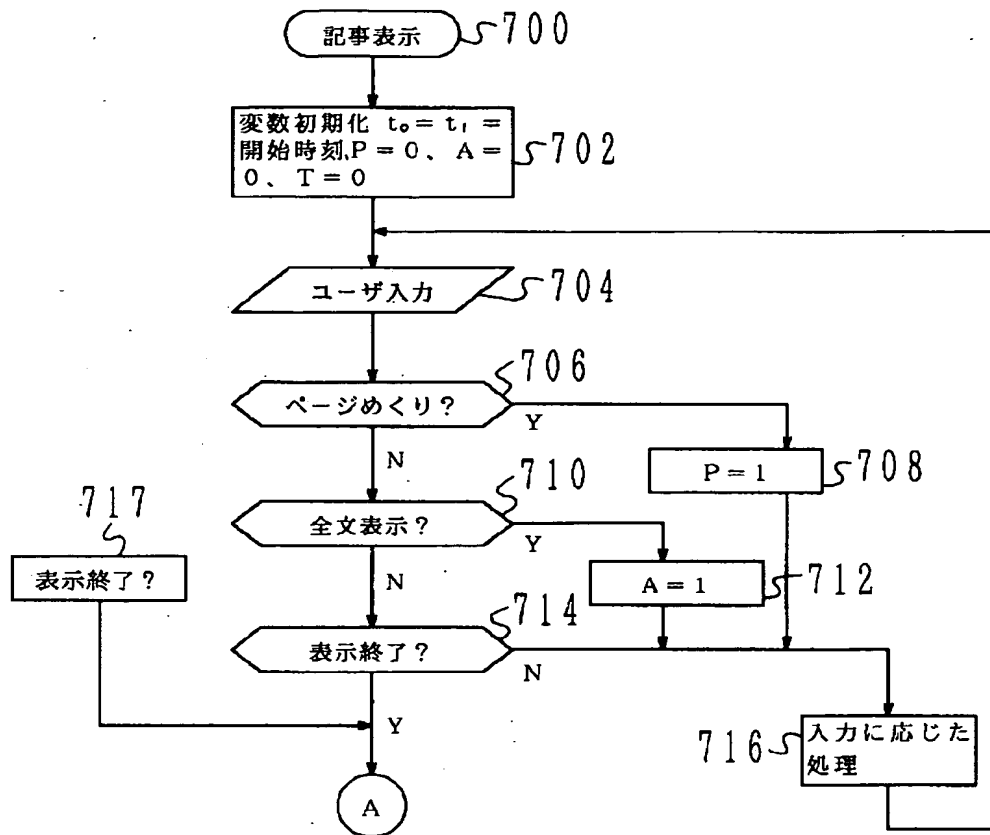 記事表示
700
変数初期化 t₀＝t₁＝
開始時刻、P＝0、A＝
0、T＝0
702
ユーザ入力
704
706
ページめくり？
Y
N
P＝1
708
710
717
全文表示？
Y
表示終了？
N
A＝1
712
714
表示終了？
N
Y
716
入力に応じた
処理
A